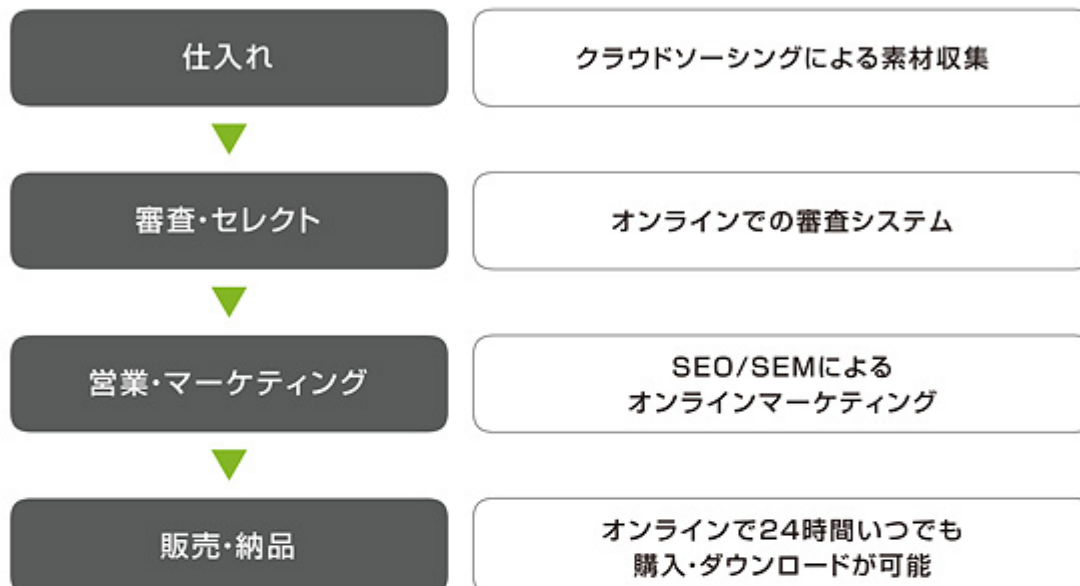 仕入れ
クラウドソーシングによる素材収集
審査・セレクト
オンラインでの審査システム
営業・マーケティング
SEO/SEMによる
オンラインマーケティング
販売・納品
オンラインで24時間いつでも
購入・ダウンロードが可能